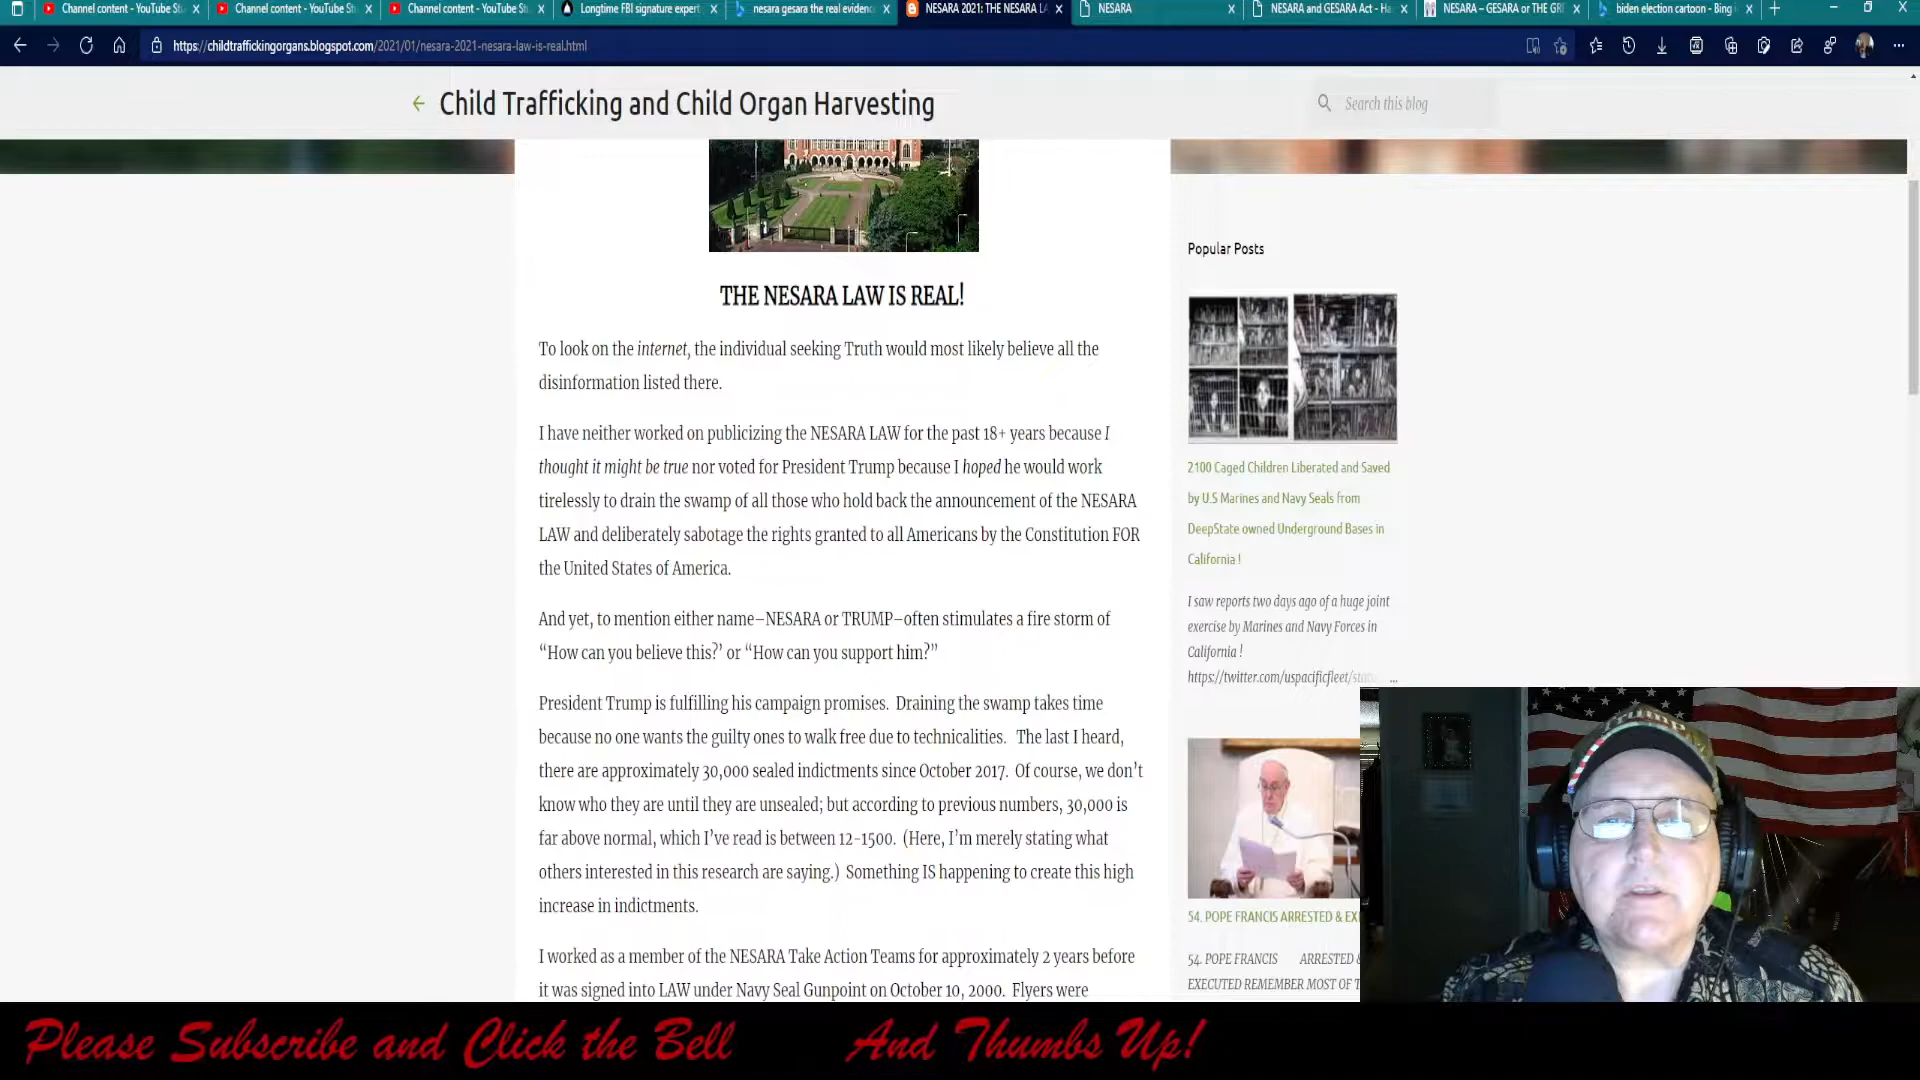 Channel content - YouTube Stu
Channel content - YouTube St
Channel content - YouTube St
Longtime FBI signature expert
nesara gesara the real evidenc
NESARA 2021: THE NESARA L
NESARA
NESARA and GESARA Act - Ha
NESARA – GESARA or THE GR
biden election cartoon - Bing
https://childtraffickingorgans.blogspot.com/2021/01/nesara-2021-nesara-law-is-real.html
Child Trafficking and Child Organ Harvesting
Search this blog
THE NESARA LAW IS REAL!
To look on the internet, the individual seeking Truth would most likely believe all the
disinformation listed there.
I have neither worked on publicizing the NESARA LAW for the past 18+ years because I
thought it might be true nor voted for President Trump because I hoped he would work
tirelessly to drain the swamp of all those who hold back the announcement of the NESARA
LAW and deliberately sabotage the rights granted to all Americans by the Constitution FOR
the United States of America.
And yet, to mention either name–NESARA or TRUMP–often stimulates a fire storm of
“How can you believe this?’ or “How can you support him?”
President Trump is fulfilling his campaign promises.  Draining the swamp takes time
because no one wants the guilty ones to walk free due to technicalities.   The last I heard,
there are approximately 30,000 sealed indictments since October 2017.  Of course, we don’t
know who they are until they are unsealed; but according to previous numbers, 30,000 is
far above normal, which I’ve read is between 12-1500.  (Here, I’m merely stating what
others interested in this research are saying.)  Something IS happening to create this high
increase in indictments.
I worked as a member of the NESARA Take Action Teams for approximately 2 years before
it was signed into LAW under Navy Seal Gunpoint on October 10, 2000.  Flyers were
Popular Posts
2100 Caged Children Liberated and Saved
by U.S Marines and Navy Seals from
DeepState owned Underground Bases in
California !
I saw reports two days ago of a huge joint
exercise by Marines and Navy Forces in
California !
https://twitter.com/uspacificfleet/statu ...
54. POPE FRANCIS ARRESTED & EX
54. POPE FRANCIS ARRESTED &
EXECUTED REMEMBER MOST OF T
Please Subscribe and Click the Bell And Thumbs Up!